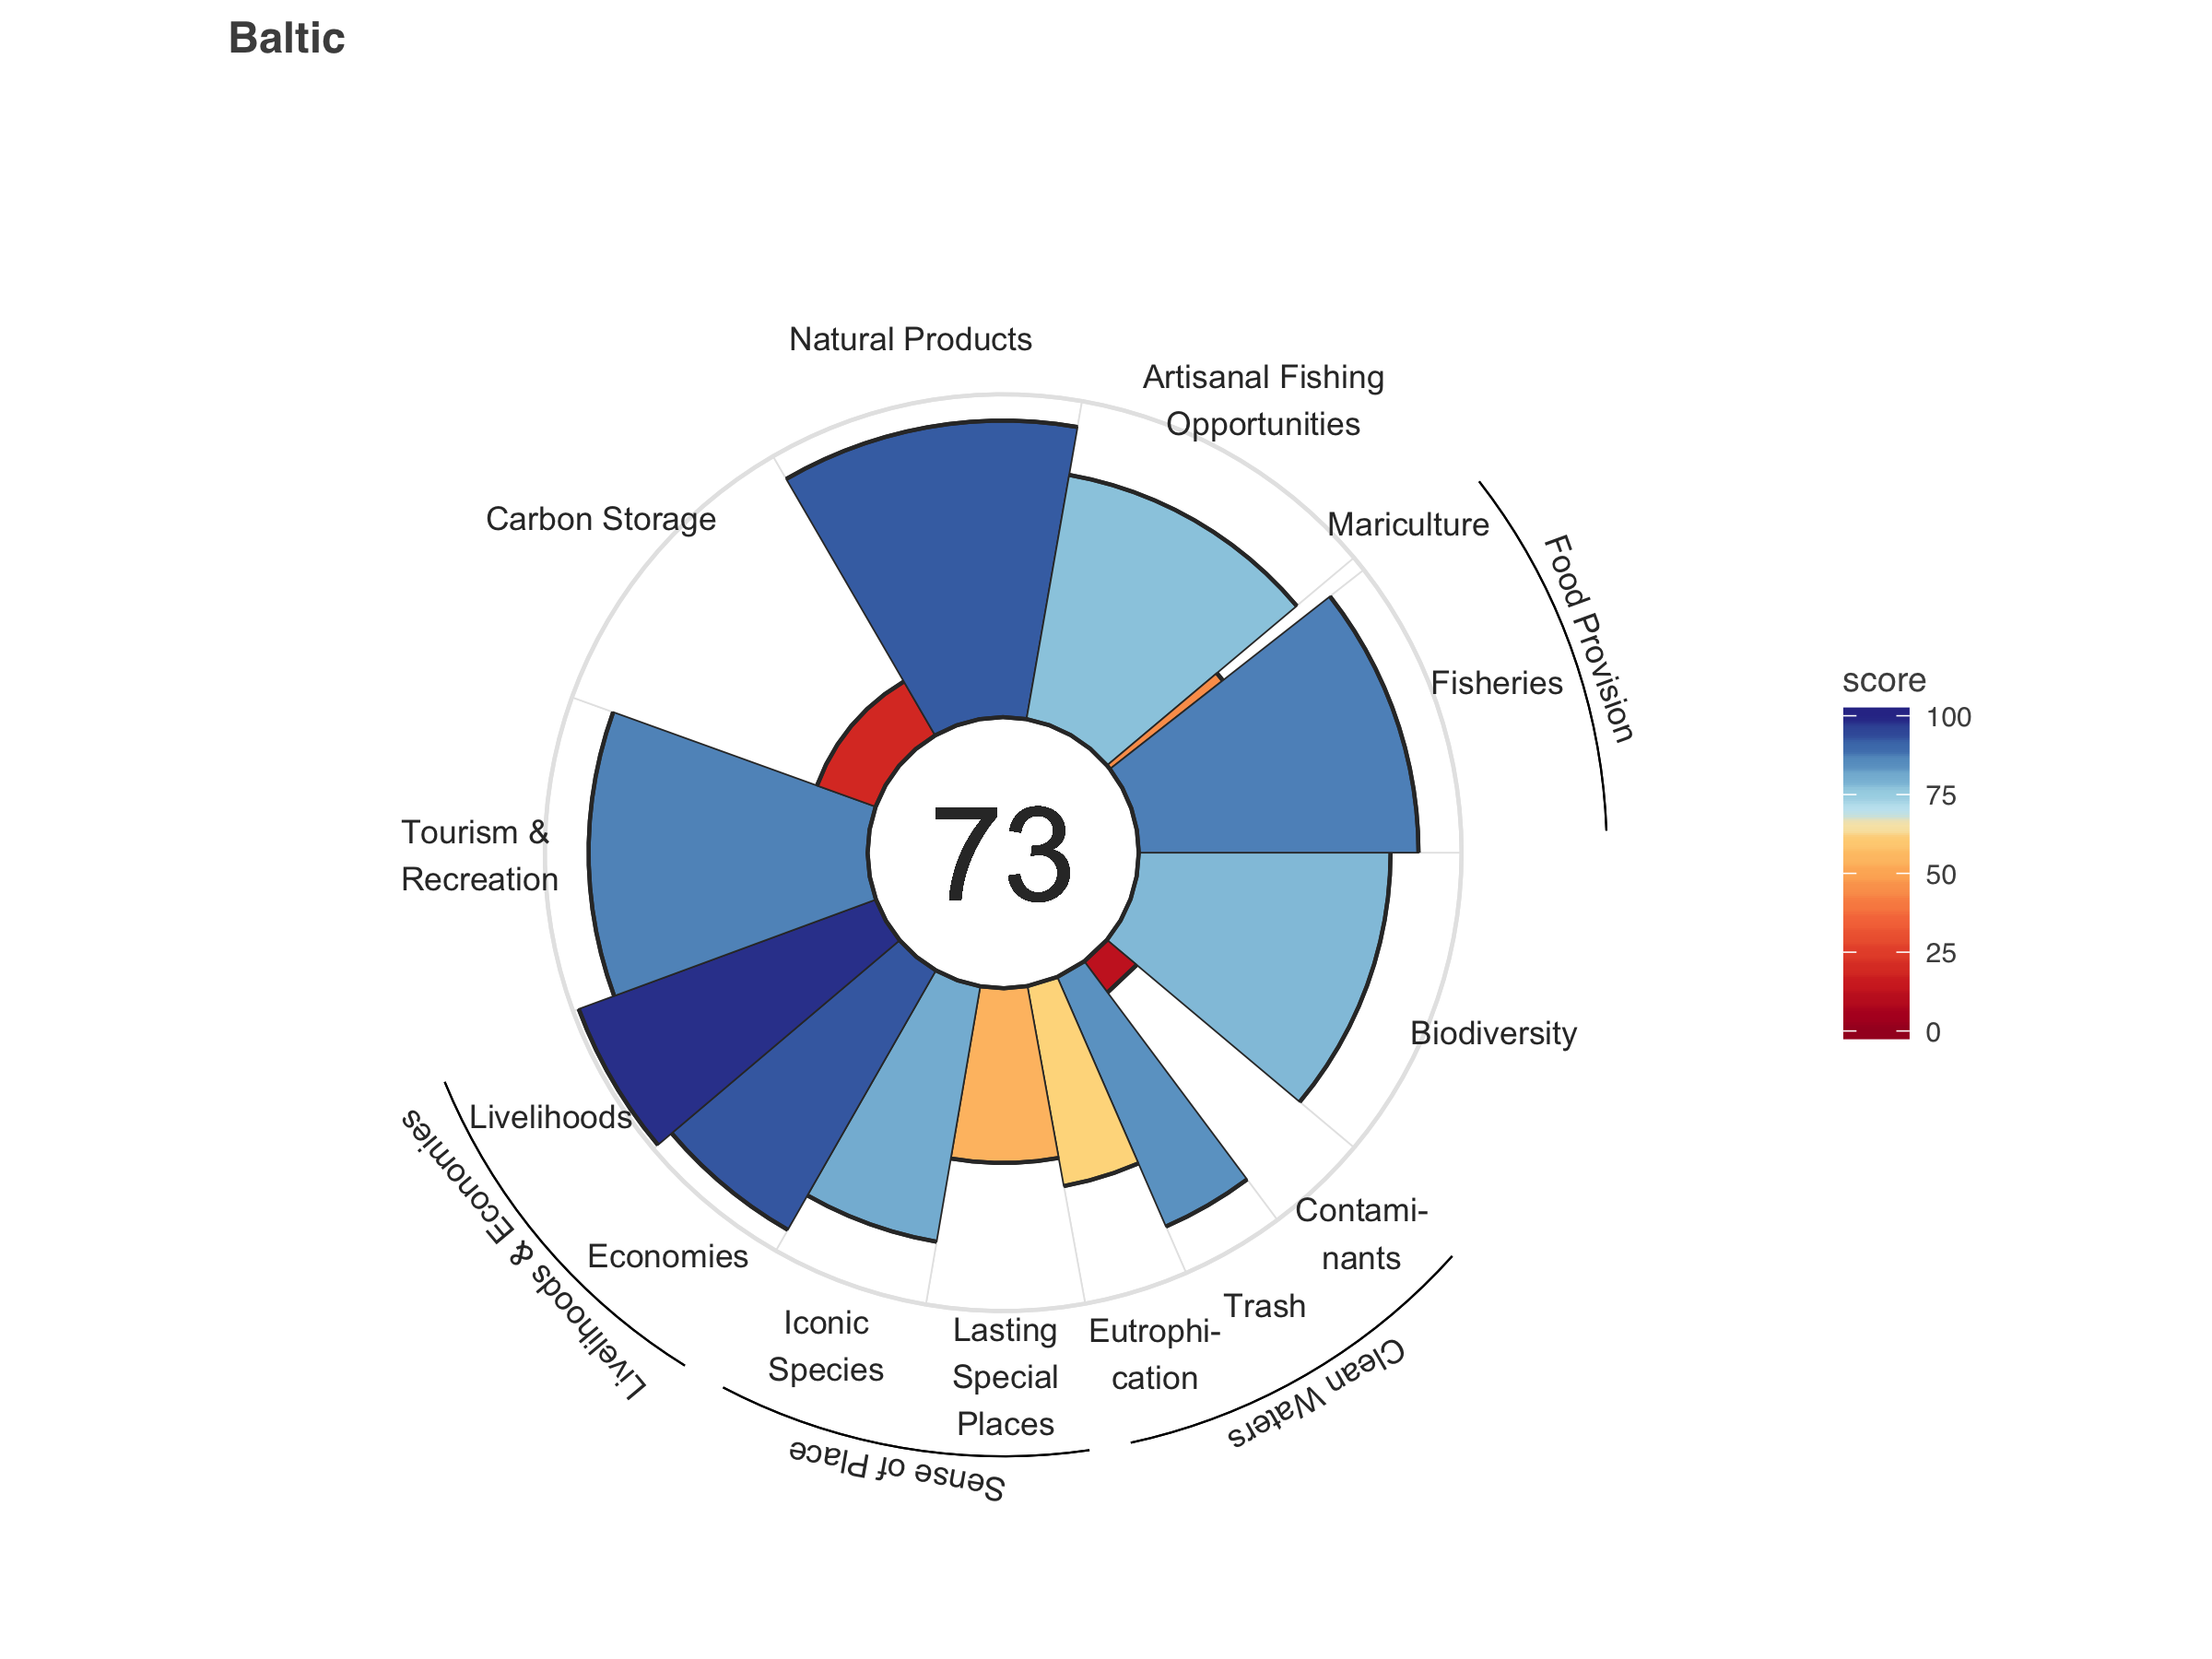 Baltic
Natural Products
Artisanal Fishing
Opportunities
Carbon Storage
Mariculture
Food Provision
Fisheries
score
100
75
50
25
0
73
Tourism &
Recreation
Biodiversity
Livelihoods
Livelihoods & Economies
Economies
Contami-
nants
Trash
Iconic
Species
Lasting
Special
Places
Eutrophi-
cation
Clean Waters
Sense of Place